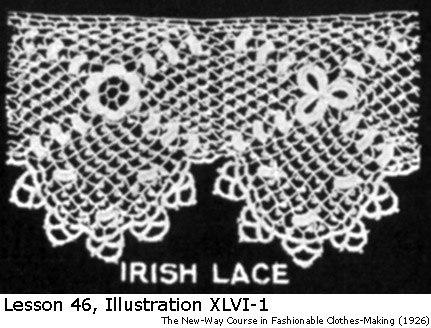 IRISH LACE
Lesson 46, Illustration XLVI-1
The New-Way Course in Fashionable Clothes-Making (1926)